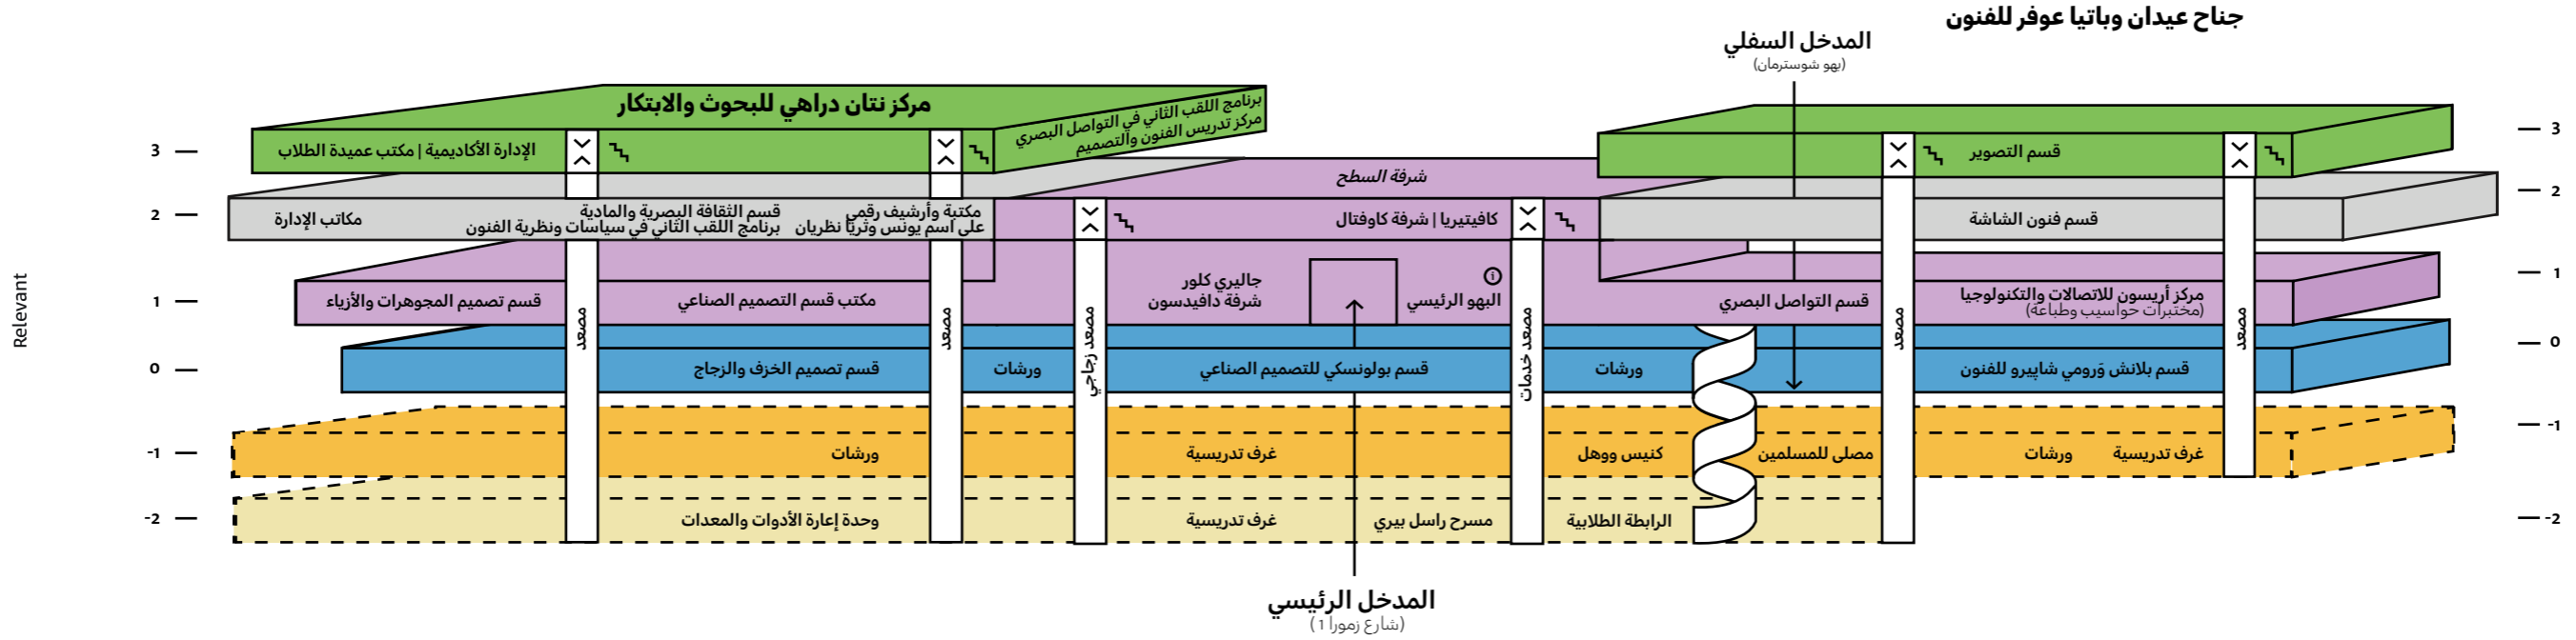 جناح عيدان وباتيا عوفر للفنون
المدخل السفلي
(بهو شوسترمان)
مركز نتان دراهي للبحوث والابتكار
برنامج اللقب الثاني في التواصل البصري
مركز تدريس الفنون والتصميم
3
قسم التصوير
الإدارة الأكاديمية | مكتب عميدة الطلاب
3
شرفة السطح
2
قسم فنون الشاشة
كافيتيريا | شرفة كاوفتال
مكتبة وأرشيف رقمي
على اسم يونس وثريّا نظريان
قسم الثقافة البصرية والمادية
برنامج اللقب الثاني في سياسات ونظرية الفنون
مكاتب الإدارة
2
1
مركز أريسون للاتصالات والتكنولوجيا
(مختبرات حواسيب وطباعة)
قسم التواصل البصري
البهو الرئيسي
جاليري كلور
شرفة دافيدسون
مكتب قسم التصميم الصناعي
قسم تصميم المجوهرات والأزياء
1
مصعد
مصعد
مصعد خدمات
مصعد زجاجي
مصعد
مصعد
0
قسم بلانش وَرومي شاپيرو للفنون
ورشات
قسم بولونسكي للتصميم الصناعي
ورشات
قسم تصميم الخزف والزجاج
0
-1
غرف تدريسية
ورشات
مصلى للمسلمين
كنيس ووهل
غرف تدريسية
ورشات
-1
-2
الرابطة الطلابية
مسرح راسل بيري
غرف تدريسية
وحدة إعارة الأدوات والمعدات
-2
المدخل الرئيسي
(شارع زمورا 1)
Relevant